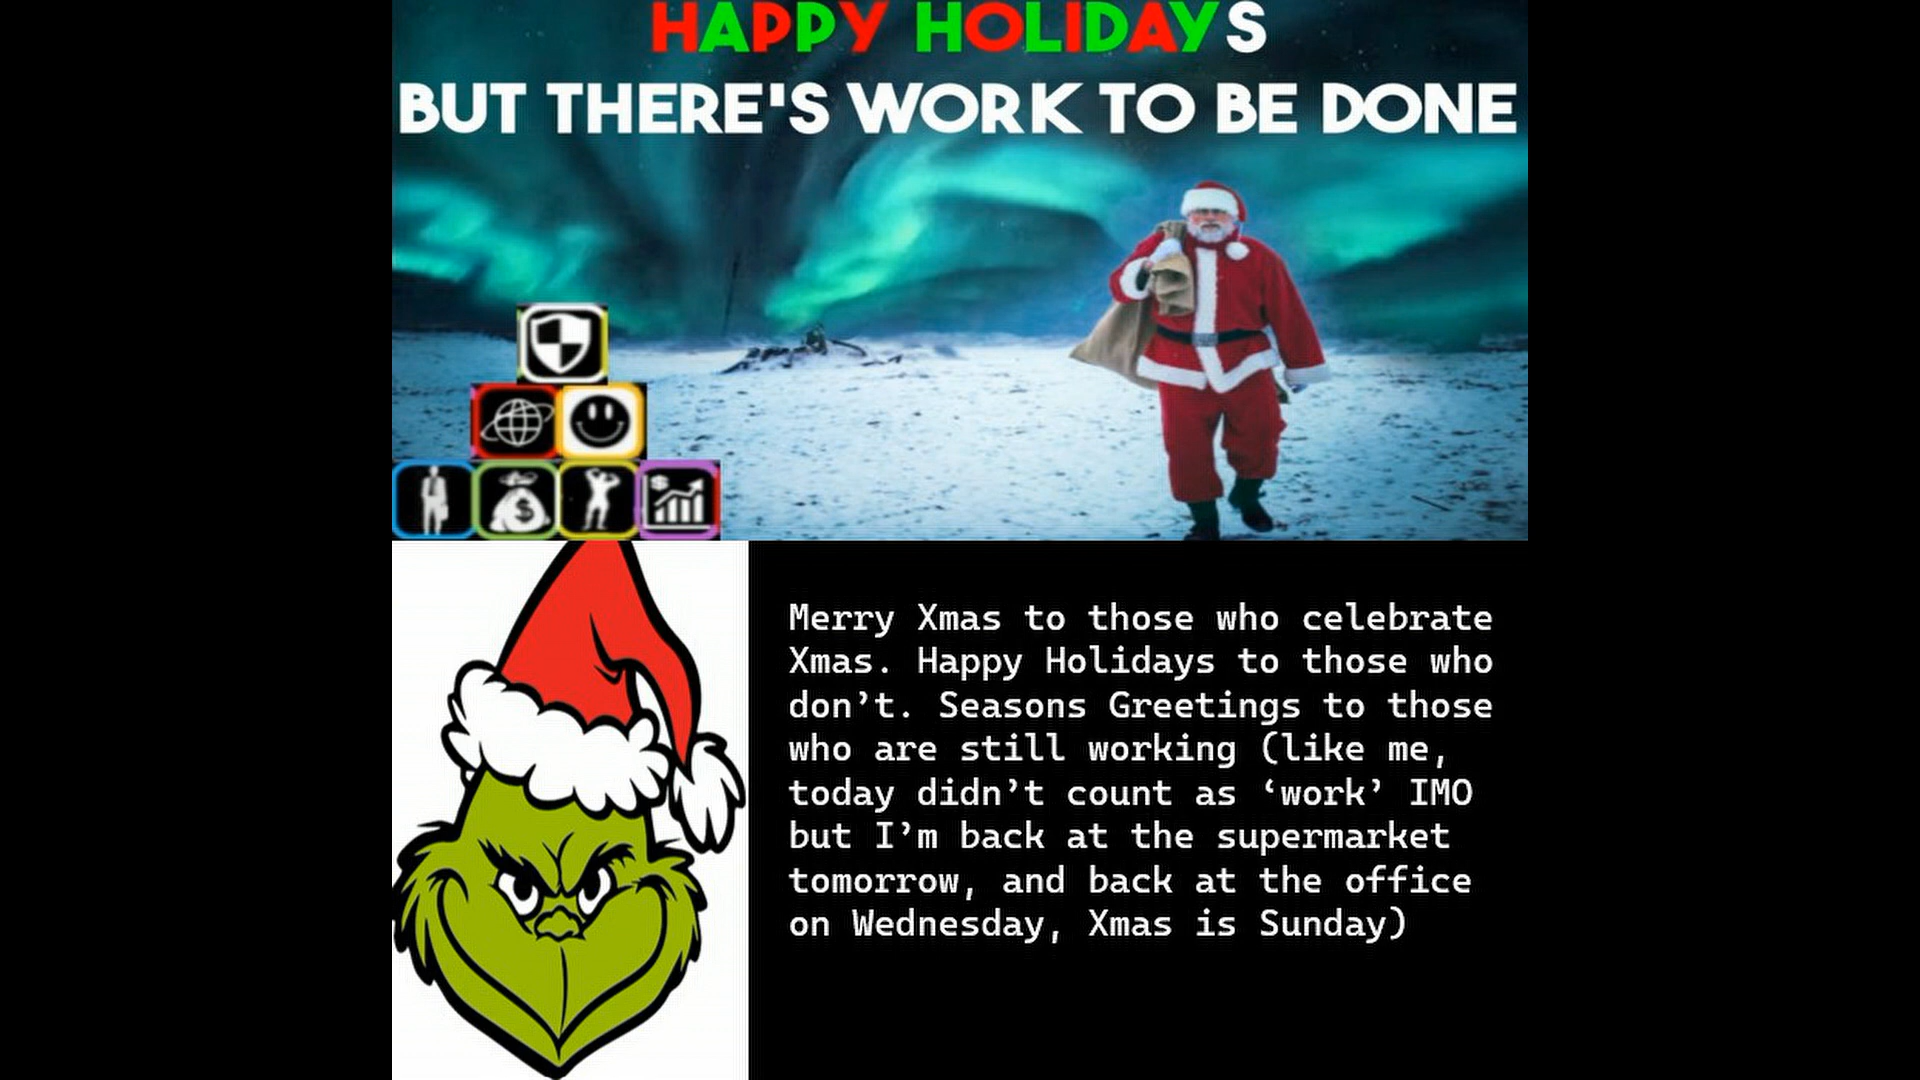 HAPPY HOLIDAYS
BUT THERE'S WORK TO BE DONE
$
$
Merry Xmas to those who celebrate
Xmas. Happy Holidays to those who
don’t. Seasons Greetings to those
who are still working (like me,
today didn’t count as ‘work’ IMO
but I’m back at the supermarket
tomorrow, and back at the office
on Wednesday, Xmas is Sunday)